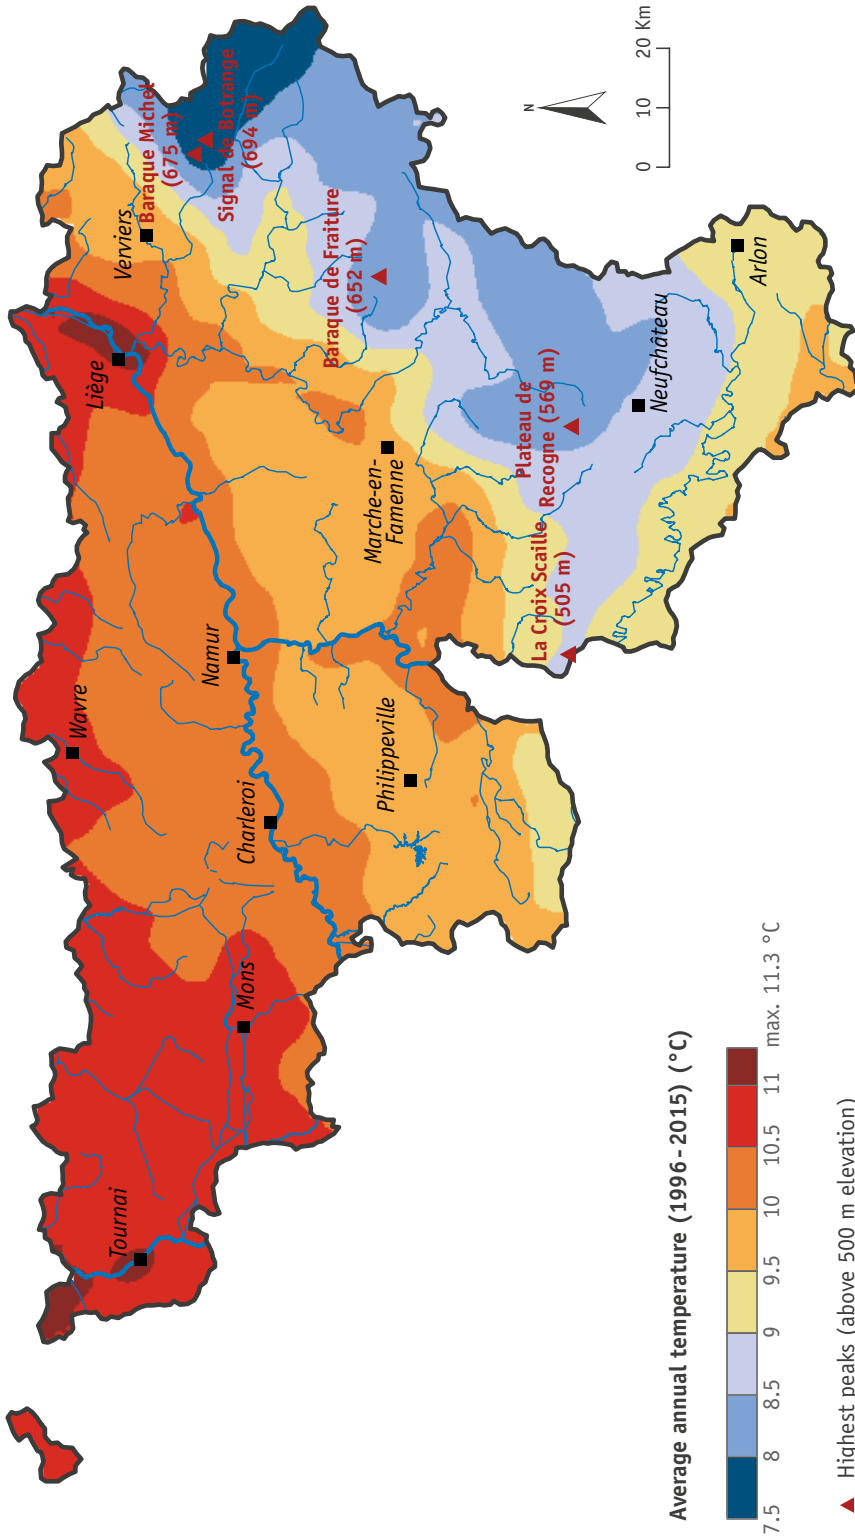 Tournai
Mons
Wavre
Charleroi
Namur
Philippeville
Liège
Verviers
Marche-en-
Famenne
Neufchâteau
Arlon
Baraque Michel
(675 m)
Signal de Botrange
(694 m)
Baraque de Fraiture
(652 m)
Plateau de
Recogne (569 m)
La Croix Scaille
(505 m)
N
0 10 20 Km
Average annual temperature (1996-2015) (°C)
7.5 8 8.5 9 9.5 10 10.5 11 max. 11.3 °C
Highest peaks (above 500 m elevation)